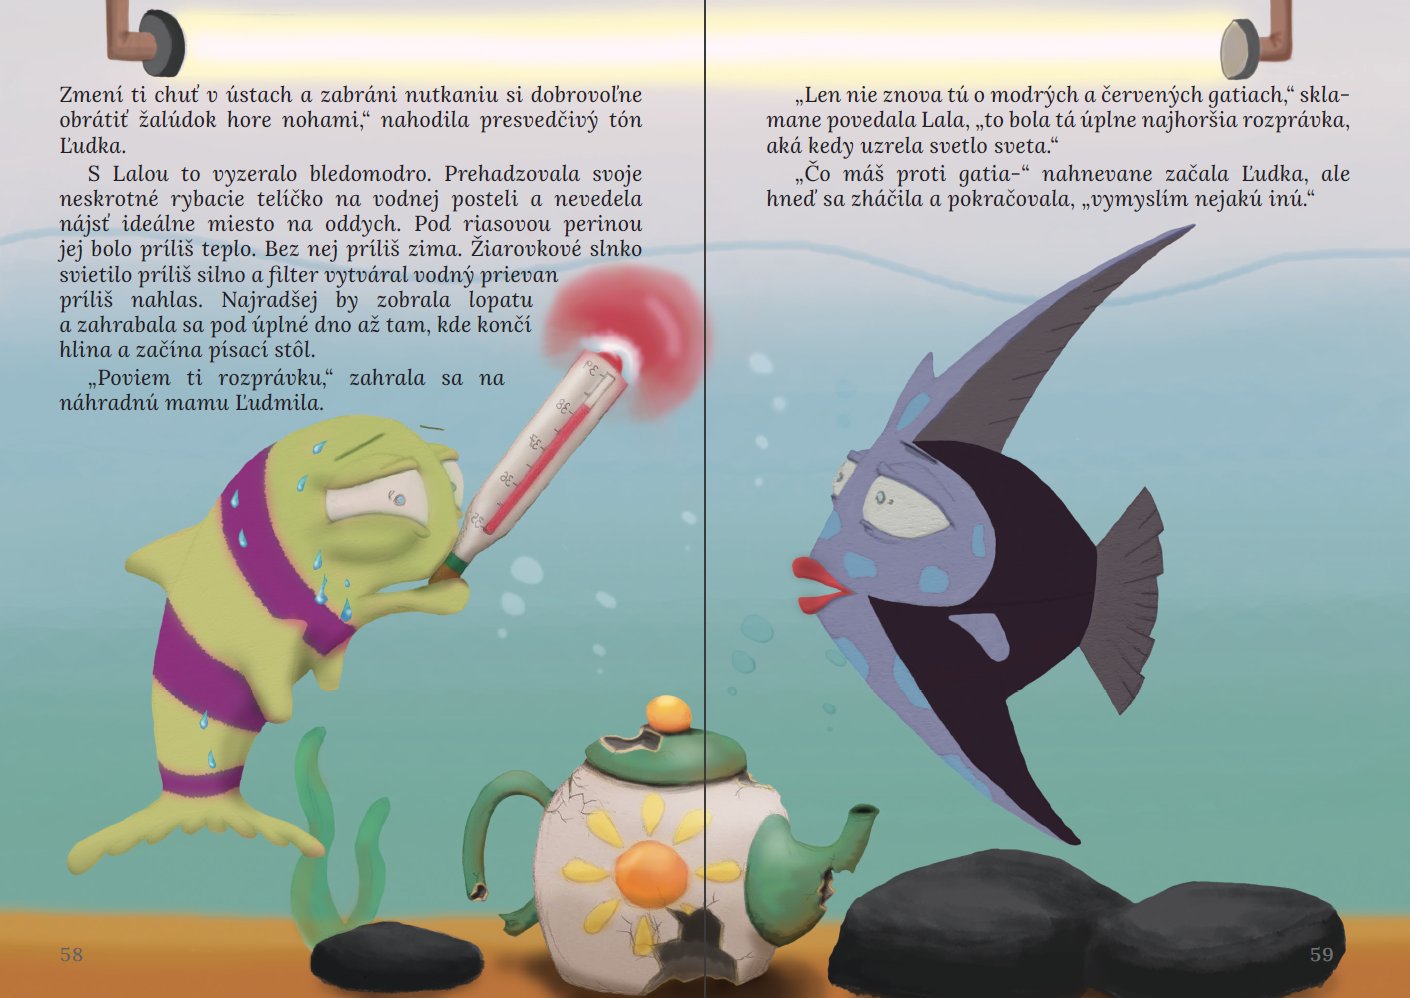 Zmení ti chuť v ústach a zabráni nutkaniu si dobrovoľne
obrátiť žalúdok hore nohami,“ nahodila presvedčivý tón
Ľudka.
S Lalou to vyzeralo bledomodro. Prehadzovala svoje
neskrotné rybacie telíčko na vodnej posteli a nevedela
nájsť ideálne miesto na oddych. Pod riasovou perinou
jej bolo príliš teplo. Bez nej príliš zima. Žiarovkové slnko
svietilo príliš silno a filter vytváral vodný prievan
príliš nahlas. Najradšej by zobrala lopatu
a zahrabala sa pod úplné dno až tam, kde končí
hlina a začína písací stôl.
„Poviem ti rozprávku,“ zahrala sa na
náhradnú mamu Ľudmila.
39
38
37
36
35
58
„Len nie znova tú o modrých a červených gatiach,“ skla-
mane povedala Lala, „to bola tá úplne najhoršia rozprávka,
aká kedy uzrela svetlo sveta.“
„Čo máš proti gatia-“ nahnevane začala Ľudka, ale
hneď sa zháčila a pokračovala, „vymyslím nejakú inú.“
59